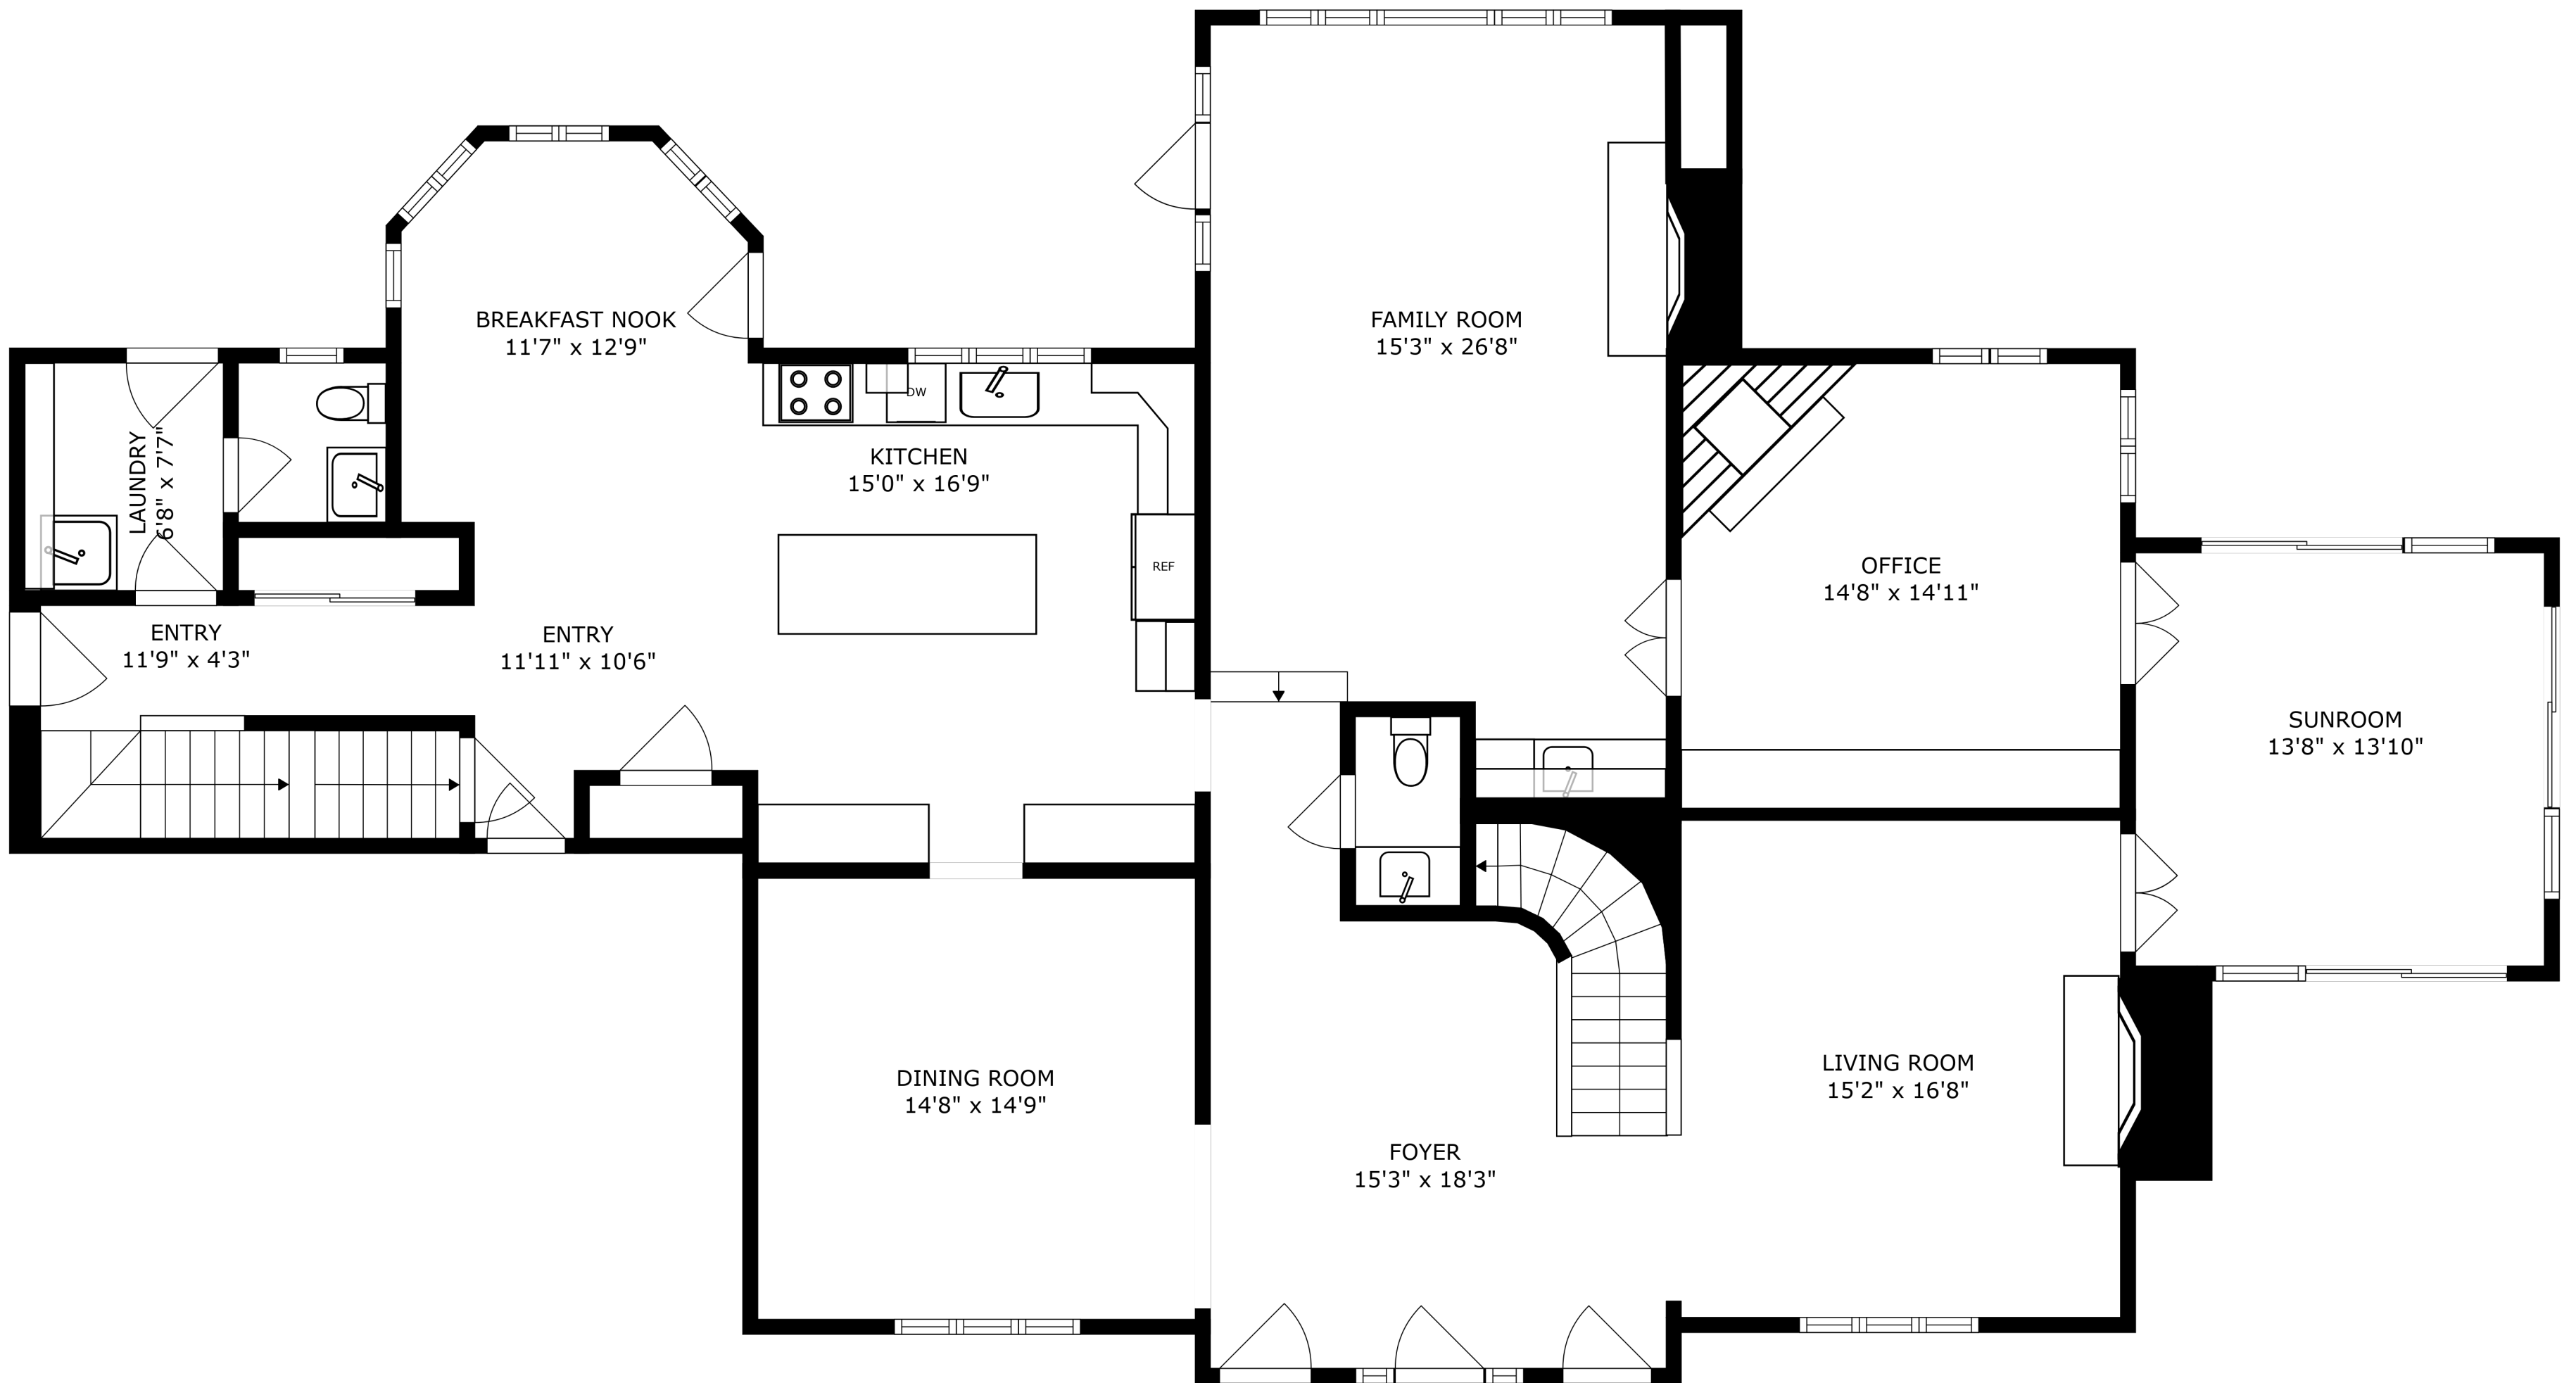 BREAKFAST NOOK
11'7" x 12'9"
FAMILY ROOM
15'3" x 26'8"
DW
LAUNDRY
6'8" x 7'7"
KITCHEN
15'0" x 16'9"
REF
OFFICE
14'8" x 14'11"
ENTRY
11'9" x 4'3"
ENTRY
11'11" x 10'6"
SUNROOM
13'8" x 13'10"
DINING ROOM
14'8" x 14'9"
LIVING ROOM
15'2" x 16'8"
FOYER
15'3" x 18'3"